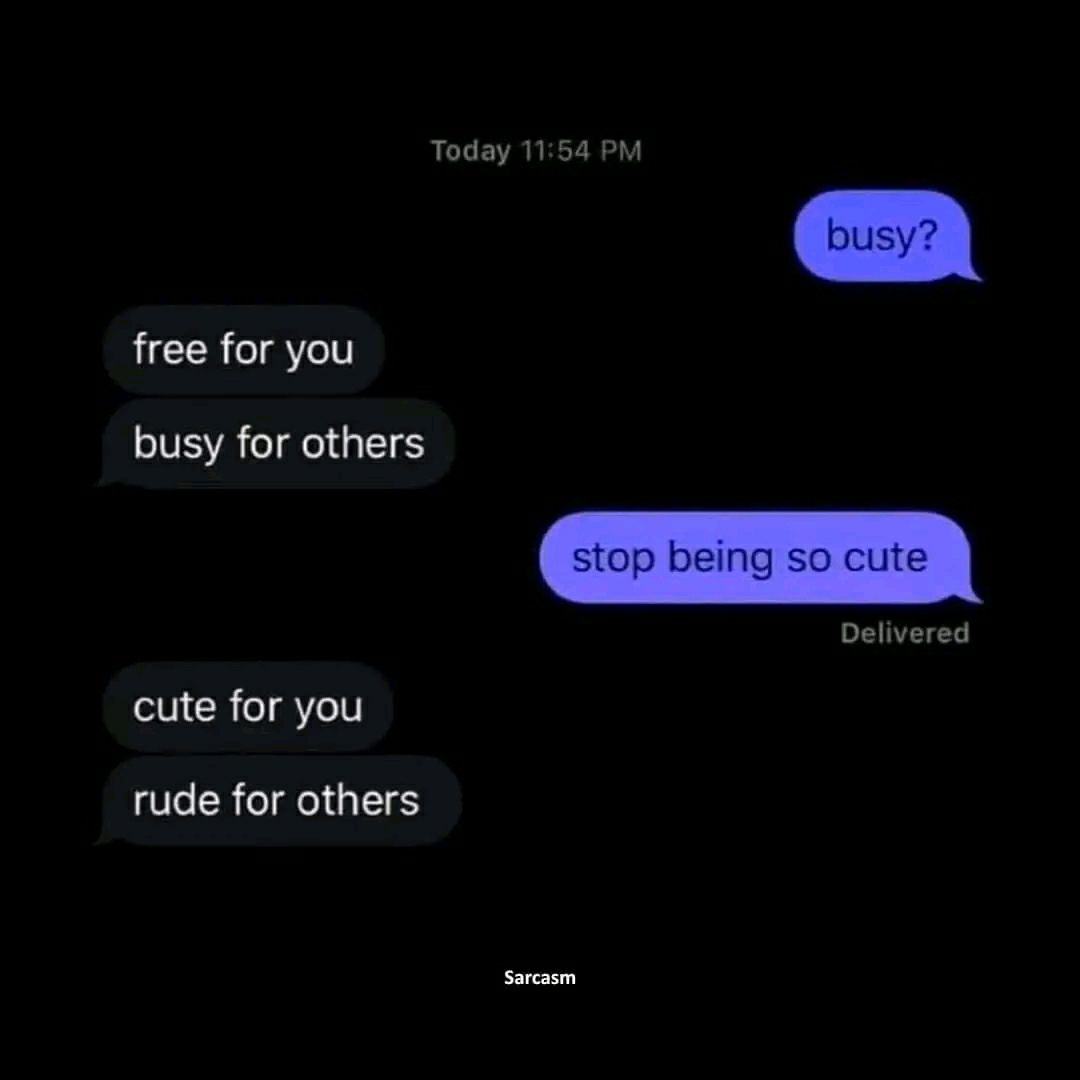 Today 11:54 PM
busy?
free for you
busy for others
stop being so cute
Delivered
cute for you
rude for others
Sarcasm